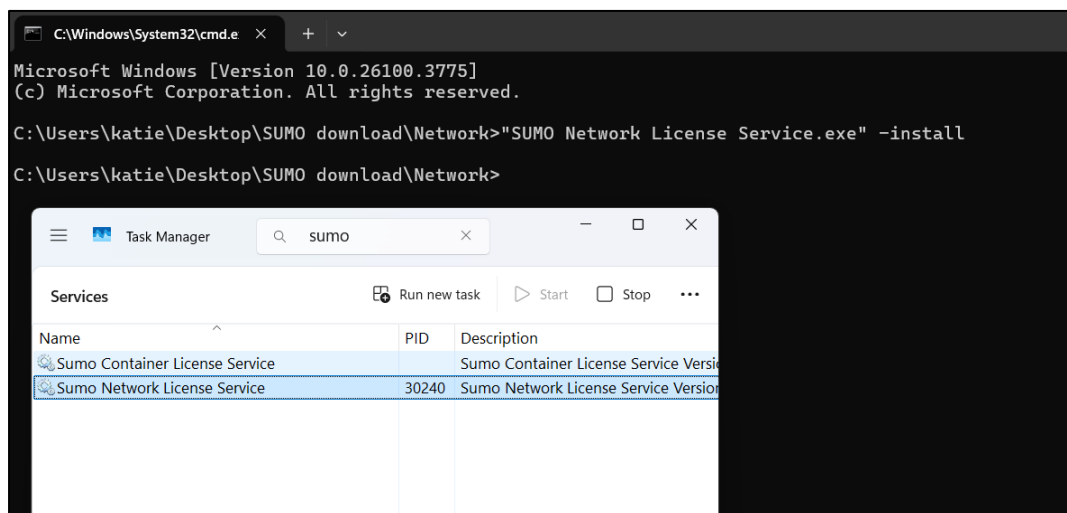 C:\Windows\System32\cmd.e
Microsoft Windows [Version 10.0.26100.3775]
(c) Microsoft Corporation. All rights reserved.
C:\Users\katie\Desktop\SUMO download\Network>"SUMO Network License Service.exe" -install
C:\Users\katie\Desktop\SUMO download\Network>
Task Manager sumo
Services Run new task Start Stop
Name PID Description
Sumo Container License Service Sumo Container License Service Versi
Sumo Network License Service 30240 Sumo Network License Service Version